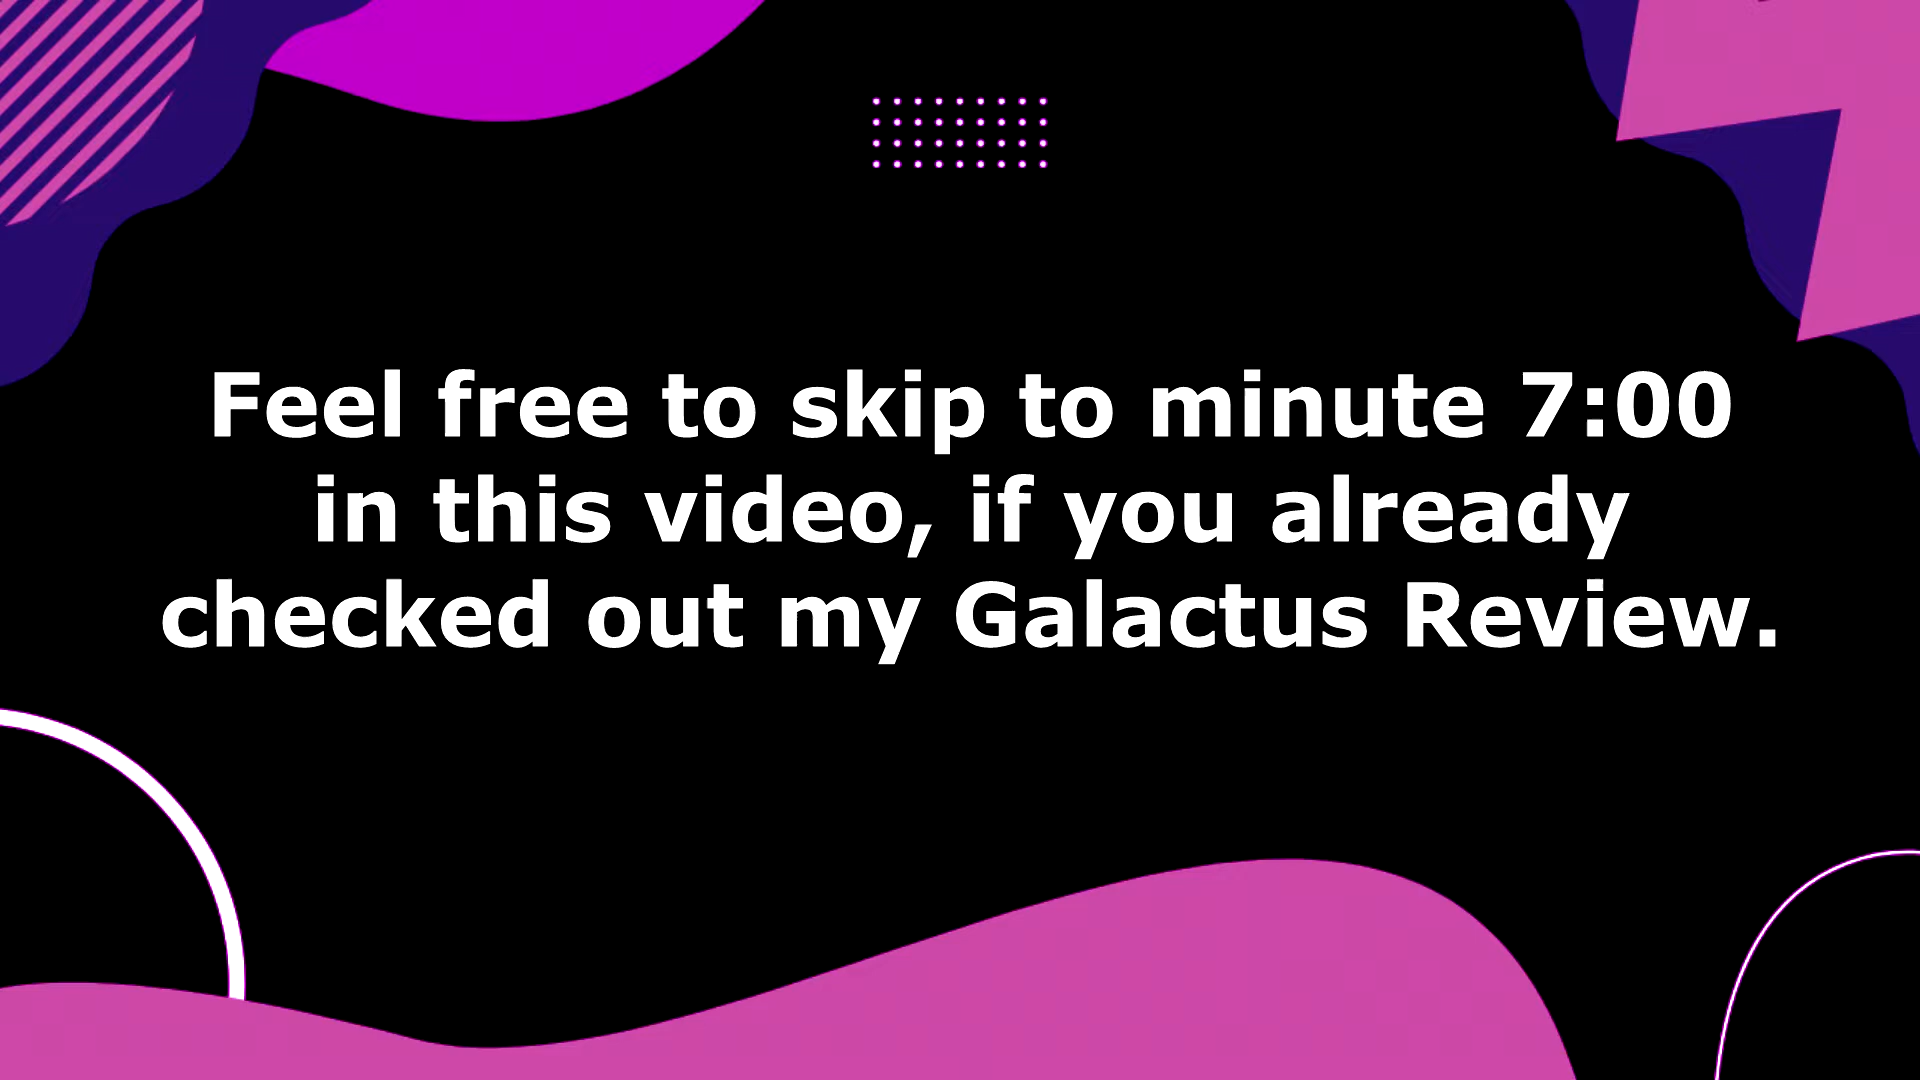 Feel free to skip to minute 7:00
in this video, if you already
checked out my Galactus Review.